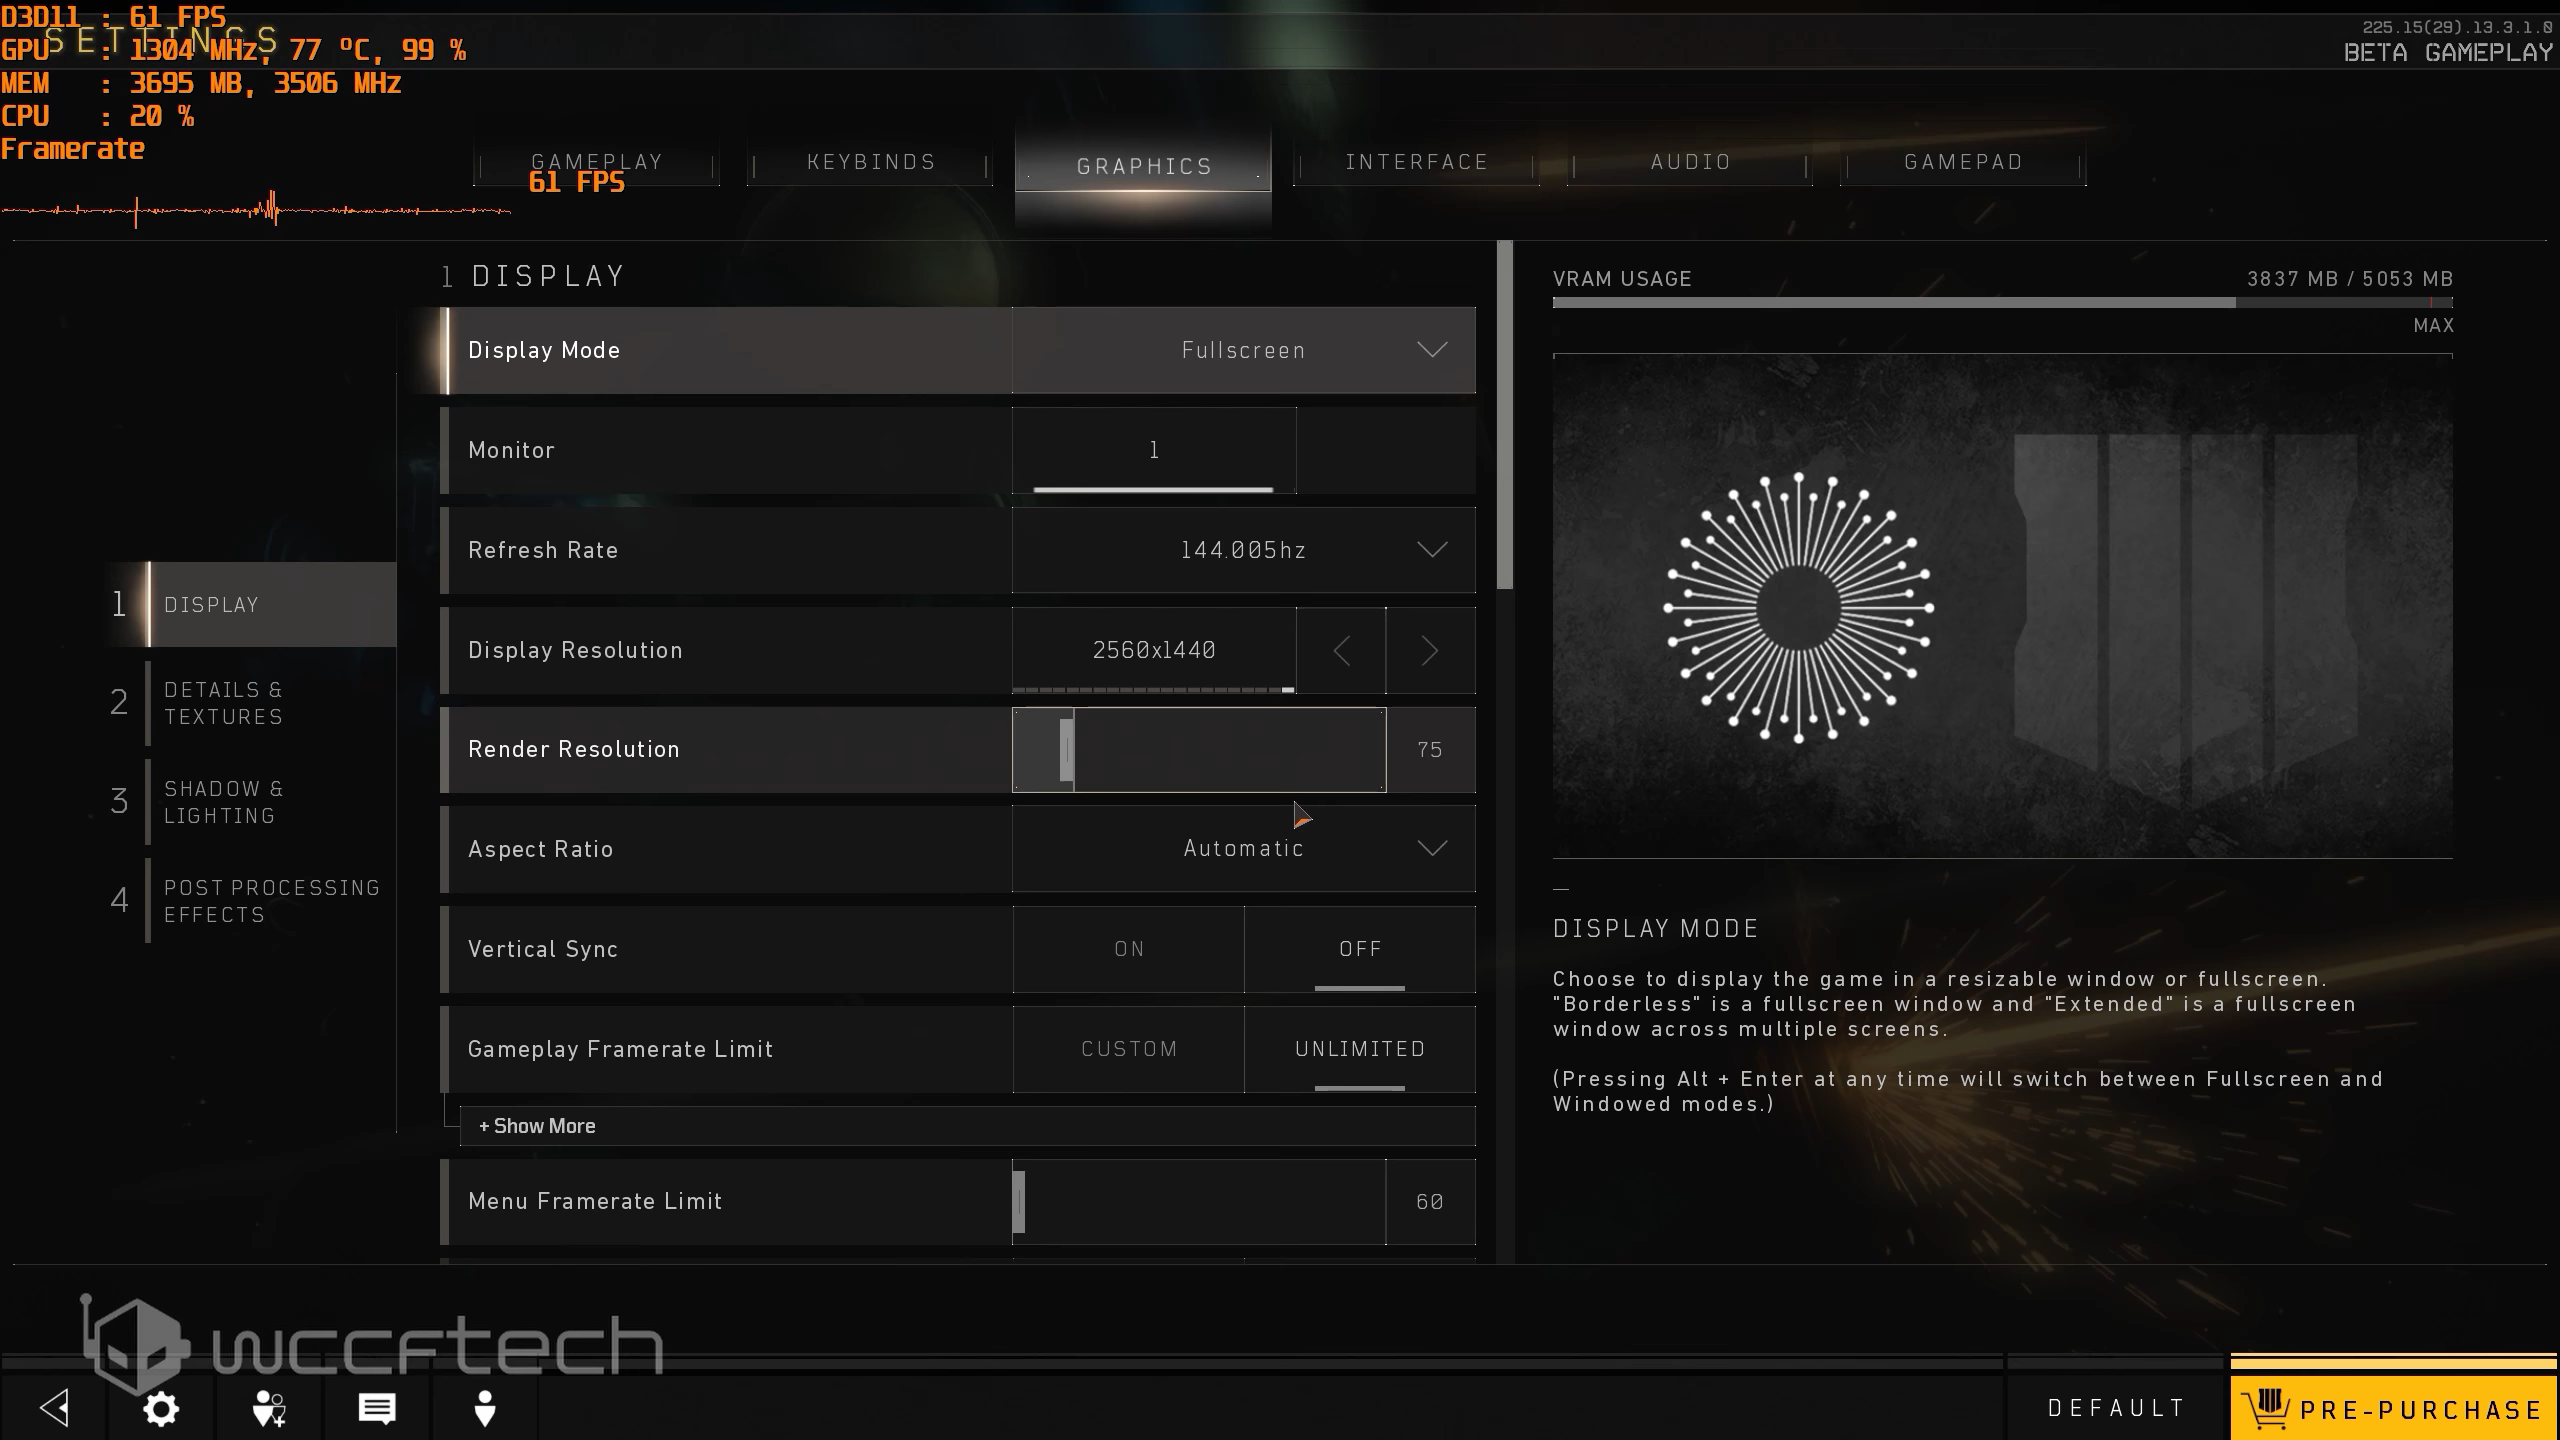 D3D11 : 61 FPS
SETTINGS
GPU : 1304 MHz, 77 °C, 99 %
MEM : 3695 MB, 3506 MHz
CPU : 20 %
Framerate
61 FPS
225.15(29).13.3.1.0
BETA GAMEPLAY
GAMEPLAY
KEYBINDS
GRAPHICS
INTERFACE
AUDIO
GAMEPAD
1 DISPLAY
2 DETAILS &
TEXTURES
3 SHADOW &
LIGHTING
4 POST PROCESSING
EFFECTS
1 DISPLAY
Display Mode Fullscreen
Monitor 1
Refresh Rate 144.005hz
Display Resolution 2560x1440
Render Resolution 75
Aspect Ratio Automatic
Vertical Sync ON OFF
Gameplay Framerate Limit CUSTOM UNLIMITED
+ Show More
Menu Framerate Limit 60
VRAM USAGE 3837 MB / 5053 MB
MAX
DISPLAY MODE
Choose to display the game in a resizable window or fullscreen.
"Borderless" is a fullscreen window and "Extended" is a fullscreen
window across multiple screens.
(Pressing Alt + Enter at any time will switch between Fullscreen and
Windowed modes.)
wccftech
DEFAULT
PRE-PURCHASE